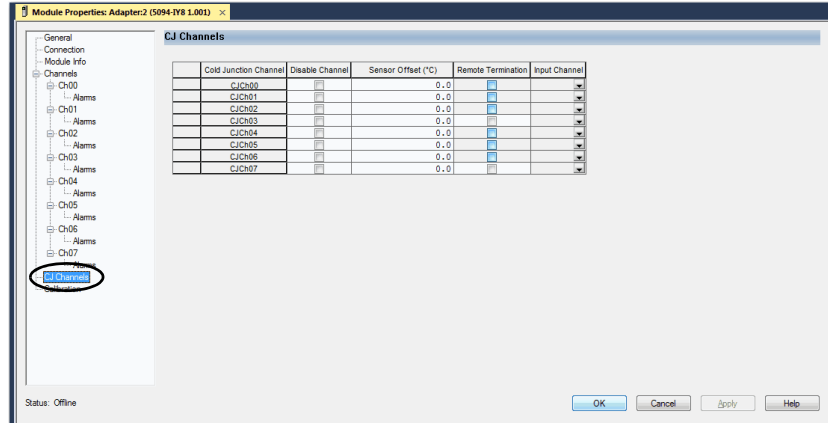 Module Properties: Adapter:2 (5094-IY8 1.001) ×
General
Connection
Module Info
Channels
Ch00
Alarms
Ch01
Alarms
Ch02
Alarms
Ch03
Alarms
Ch04
Alarms
Ch05
Alarms
Ch06
Alarms
Ch07
Alarms
CJ Channels
Calibration
CJ Channels
Cold Junction Channel Disable Channel Sensor Offset (°C) Remote Termination Input Channel
CJCh00 0.0
CJCh01 0.0
CJCh02 0.0
CJCh03 0.0
CJCh04 0.0
CJCh05 0.0
CJCh06 0.0
CJCh07 0.0
Status: Offline
OK Cancel Apply Help